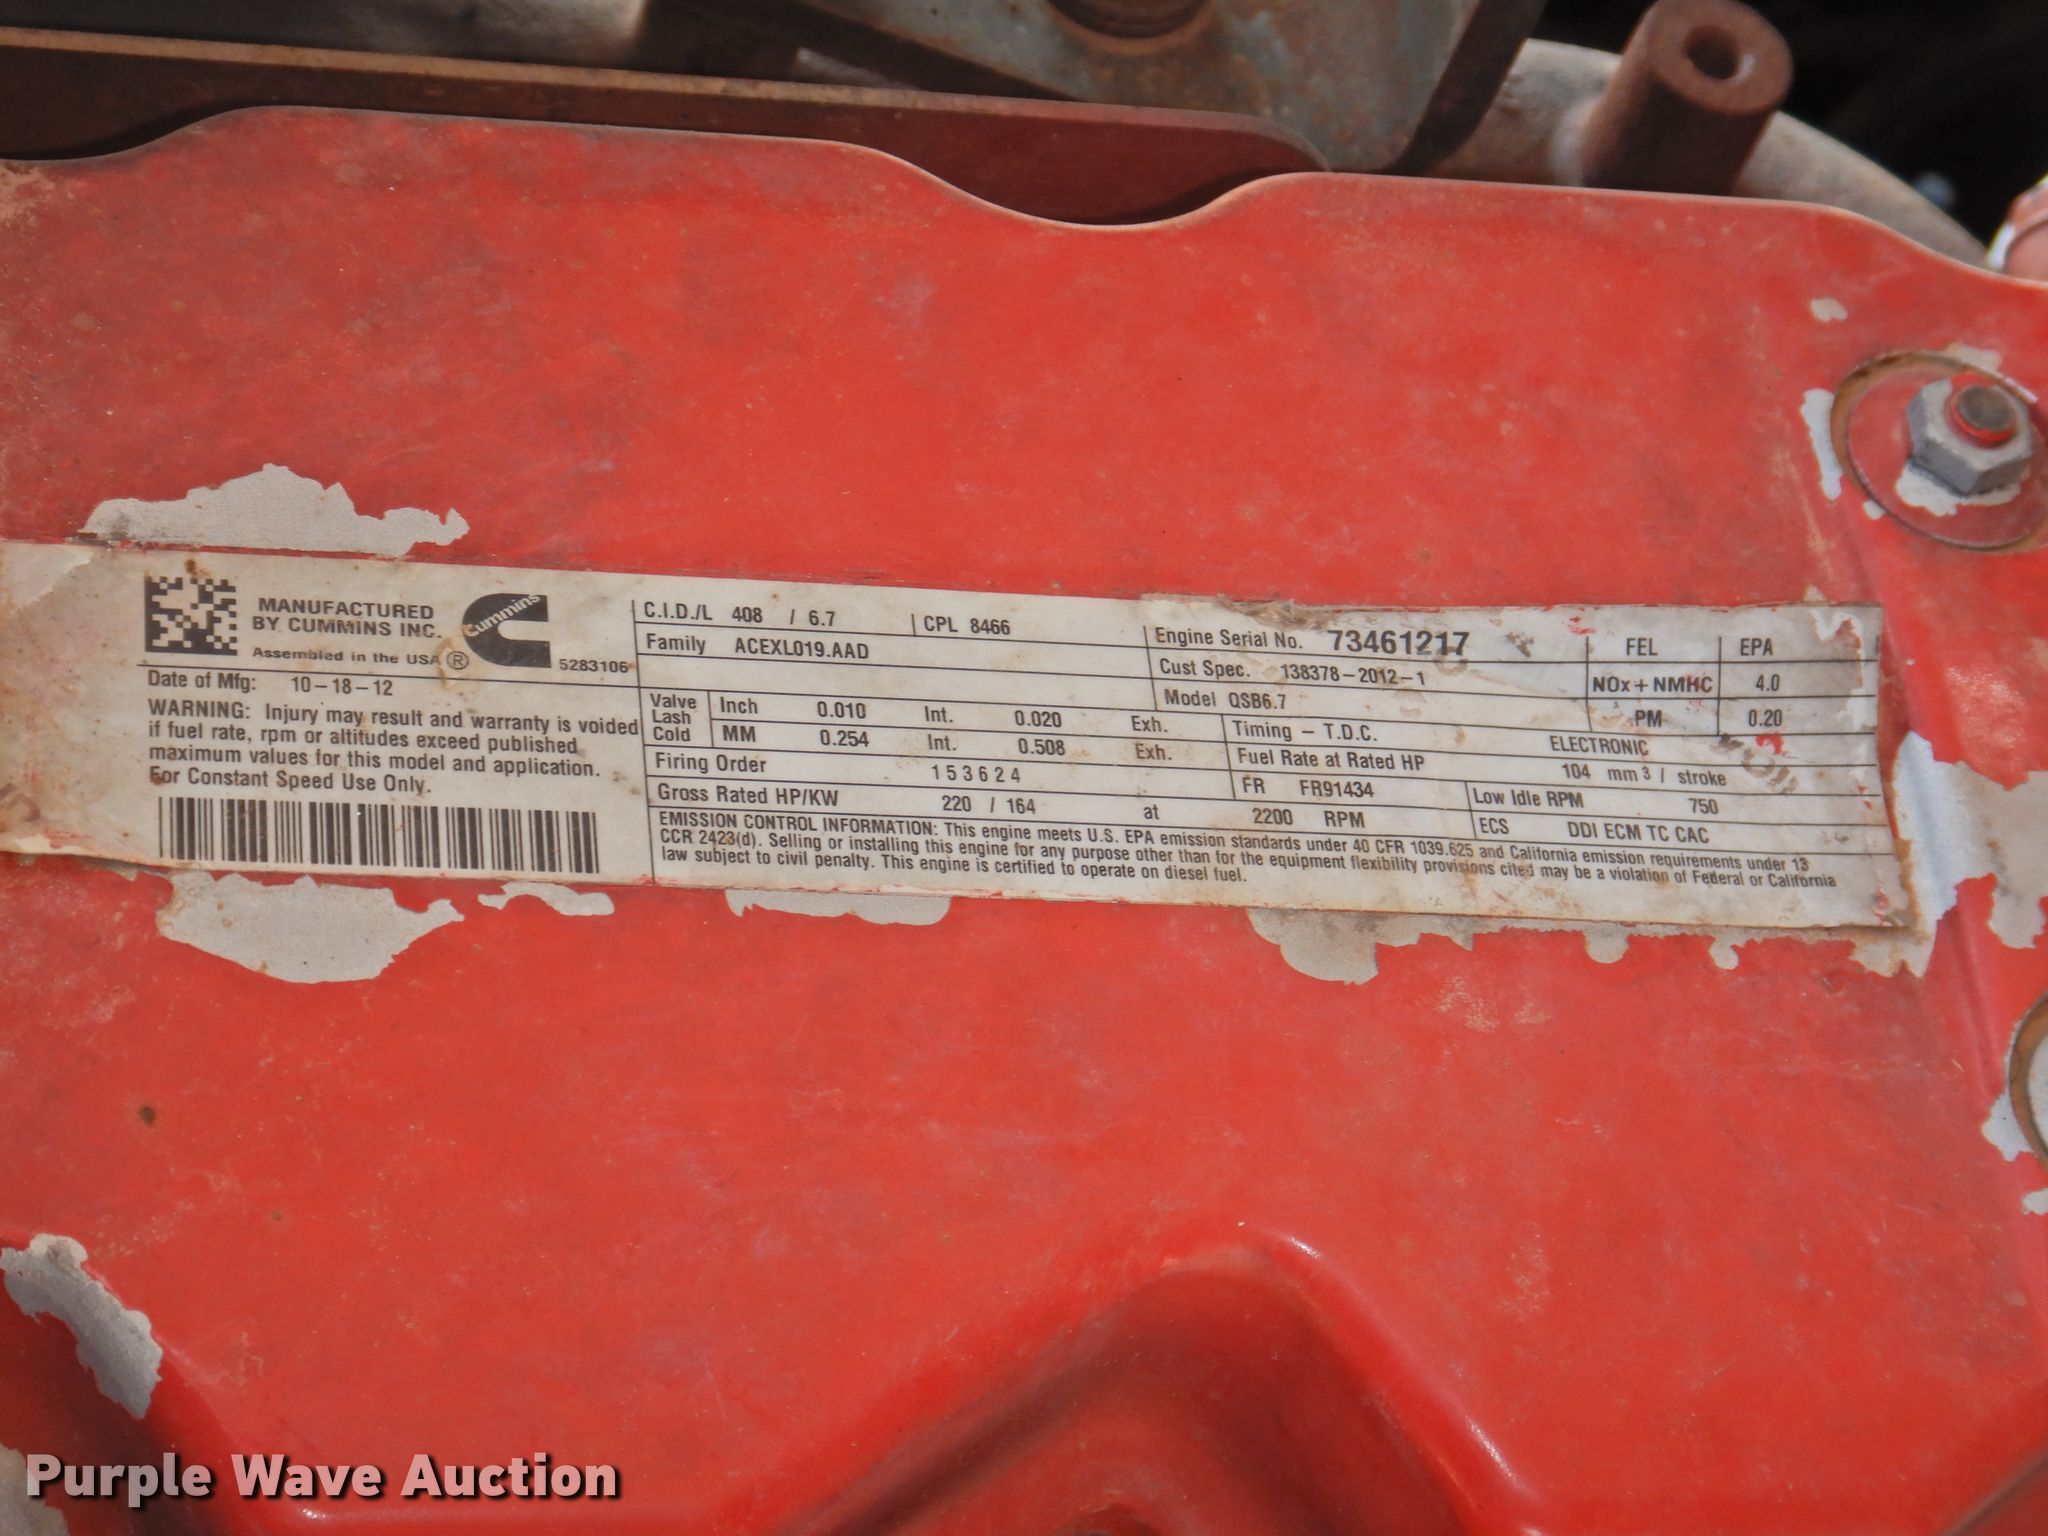 MANUFACTURED
BY CUMMINS INC.
Assembled in the USA ®
Cummins
5283106
Date of Mfg: 10-18-12
WARNING: Injury may result and warranty is voided
if fuel rate, rpm or altitudes exceed published
maximum values for this model and application.
For Constant Speed Use Only.
C.I.D./L 408 / 6.7 CPL 8466
Family ACEXL019.AAD
Engine Serial No. 73461217
Cust Spec. 138378-2012-1
Model QSB6.7
FEL EPA
NOx+NMHC 4.0
PM 0.20
Valve Lash Cold
Inch 0.010 Int. 0.020 Exh.
MM 0.254 Int. 0.508 Exh.
Timing - T.D.C. ELECTRONIC
Fuel Rate at Rated HP 104 mm3 / stroke
Firing Order 1 5 3 6 2 4
FR FR91434
Low Idle RPM 750
Gross Rated HP/KW 220 / 164 at 2200 RPM
ECS DDI ECM TC CAC
EMISSION CONTROL INFORMATION: This engine meets U.S. EPA emission standards under 40 CFR 1039.625 and California emission requirements under 13
CCR 2423(d). Selling or installing this engine for any purpose other than for the equipment flexibility provisions cited may be a violation of Federal or California
law subject to civil penalty. This engine is certified to operate on diesel fuel.
Purple Wave Auction